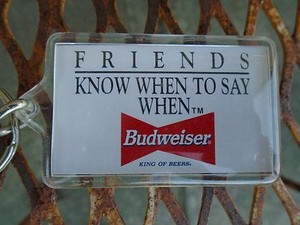 FRIENDS
KNOW WHEN TO SAY
WHEN™
Budweiser®
KING OF BEERS®